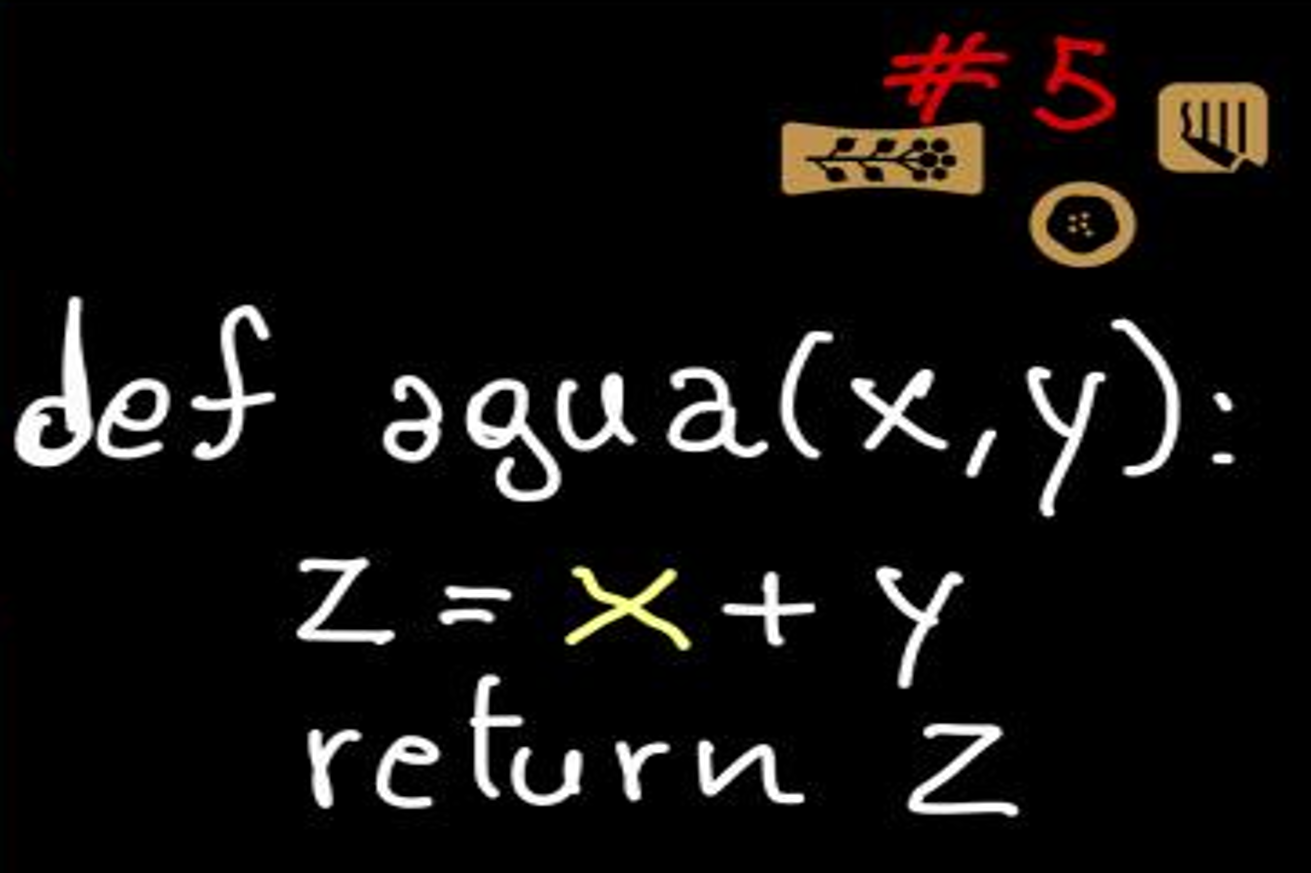 # 5
def agua(x,y):
z = x + y
return z